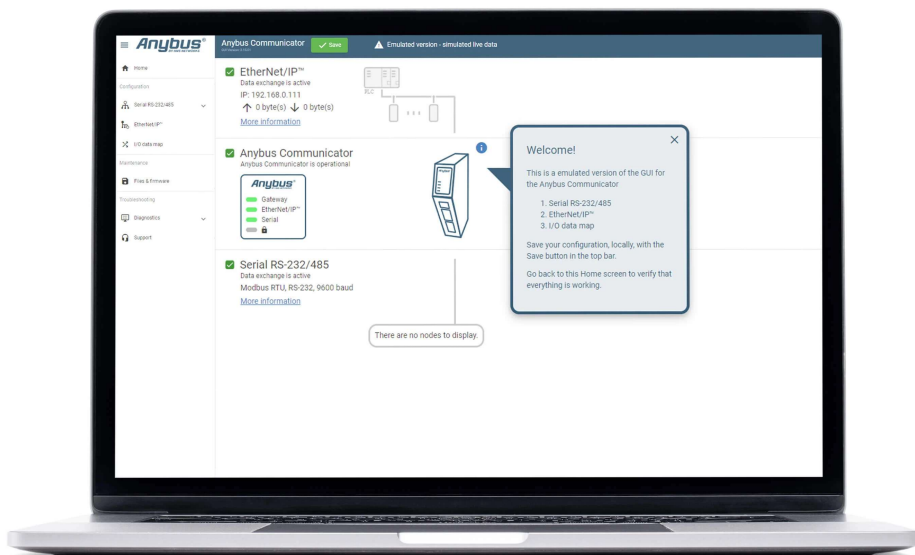 Anybus®
BY HMS NETWORKS
Anybus Communicator
Save
Emulated version - simulated live data
Home
Configuration
Serial RS-232/485
EtherNet/IP™
I/O data map
Maintenance
Files & firmware
Troubleshooting
Diagnostics
Support
EtherNet/IP™
Data exchange is active
IP: 192.168.0.111
0 byte(s) 0 byte(s)
More information
PLC
Anybus Communicator
Anybus Communicator is operational
Anybus®
Gateway
EtherNet/IP™
Serial
Anybus
Serial RS-232/485
Data exchange is active
Modbus RTU, RS-232, 9600 baud
More information
There are no nodes to display.
Welcome!
This is a emulated version of the GUI for
the Anybus Communicator
1. Serial RS-232/485
2. EtherNet/IP™
3. I/O data map
Save your configuration, locally, with the
Save button in the top bar.
Go back to this Home screen to verify that
everything is working.